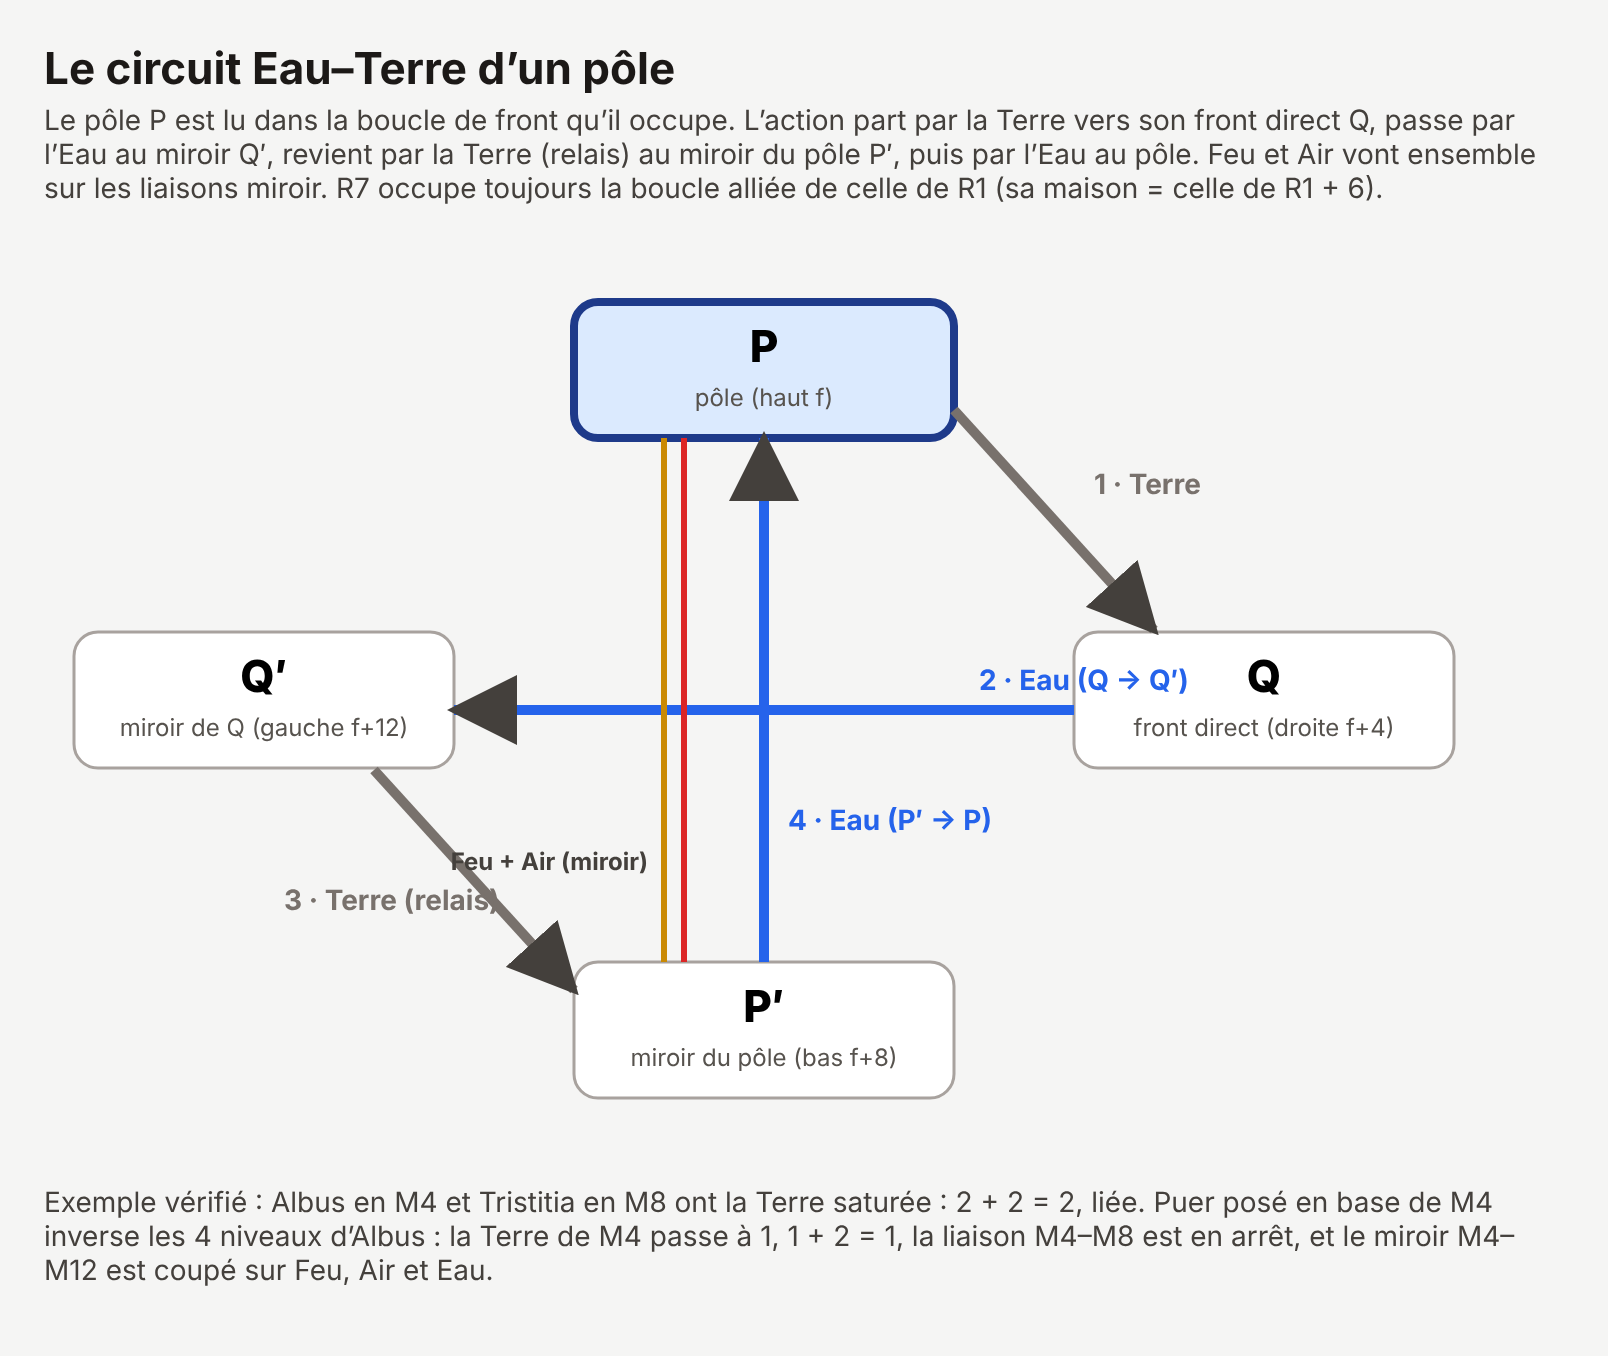 Le circuit Eau–Terre d’un pôle
Le pôle P est lu dans la boucle de front qu’il occupe. L’action part par la Terre vers son front direct Q, passe par
l’Eau au miroir Q′, revient par la Terre (relais) au miroir du pôle P′, puis par l’Eau au pôle. Feu et Air vont ensemble
sur les liaisons miroir. R7 occupe toujours la boucle alliée de celle de R1 (sa maison = celle de R1 + 6).
P
pôle (haut f)
1 · Terre
Q′
miroir de Q (gauche f+12)
2 · Eau (Q → Q′)
Q
front direct (droite f+4)
4 · Eau (P′ → P)
Feu + Air (miroir)
3 · Terre (relais)
P′
miroir du pôle (bas f+8)
Exemple vérifié : Albus en M4 et Tristitia en M8 ont la Terre saturée : 2 + 2 = 2, liée. Puer posé en base de M4
inverse les 4 niveaux d’Albus : la Terre de M4 passe à 1, 1 + 2 = 1, la liaison M4–M8 est en arrêt, et le miroir M4–
M12 est coupé sur Feu, Air et Eau.